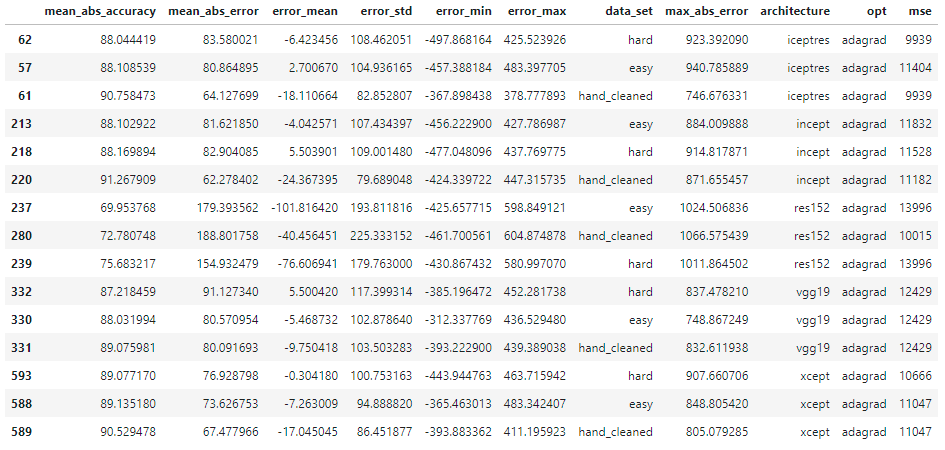 mean_abs_accuracy mean_abs_error error_mean error_std error_min error_max data_set max_abs_error architecture opt mse
62 88.044419 83.580021 -6.423456 108.462051 -497.868164 425.523926 hard 923.392090 iceptres adagrad 9939
57 88.108539 80.864895 2.700670 104.936165 -457.388184 483.397705 easy 940.785889 iceptres adagrad 11404
61 90.758473 64.127699 -18.110664 82.852807 -367.898438 378.777893 hand_cleaned 746.676331 iceptres adagrad 9939
213 88.102922 81.621850 -4.042571 107.434397 -456.222900 427.786987 easy 884.009888 incept adagrad 11832
218 88.169894 82.904085 5.503901 109.001480 -477.048096 437.769775 hard 914.817871 incept adagrad 11528
220 91.267909 62.278402 -24.367395 79.689048 -424.339722 447.315735 hand_cleaned 871.655457 incept adagrad 11182
237 69.953768 179.393562 -101.816420 193.811816 -425.657715 598.849121 easy 1024.506836 res152 adagrad 13996
280 72.780748 188.801758 -40.456451 225.333152 -461.700561 604.874878 hand_cleaned 1066.575439 res152 adagrad 10015
239 75.683217 154.932479 -76.606941 179.763000 -430.867432 580.997070 hard 1011.864502 res152 adagrad 13996
332 87.218459 91.127340 5.500420 117.399314 -385.196472 452.281738 hard 837.478210 vgg19 adagrad 12429
330 88.031994 80.570954 -5.468732 102.878640 -312.337769 436.529480 easy 748.867249 vgg19 adagrad 12429
331 89.075981 80.091693 -9.750418 103.503283 -393.222900 439.389038 hand_cleaned 832.611938 vgg19 adagrad 12429
593 89.077170 76.928798 -0.304180 100.753163 -443.944763 463.715942 hard 907.660706 xcept adagrad 10666
588 89.135180 73.626753 -7.263009 94.888820 -365.463013 483.342407 easy 848.805420 xcept adagrad 11047
589 90.529478 67.477966 -17.045045 86.451877 -393.883362 411.195923 hand_cleaned 805.079285 xcept adagrad 11047